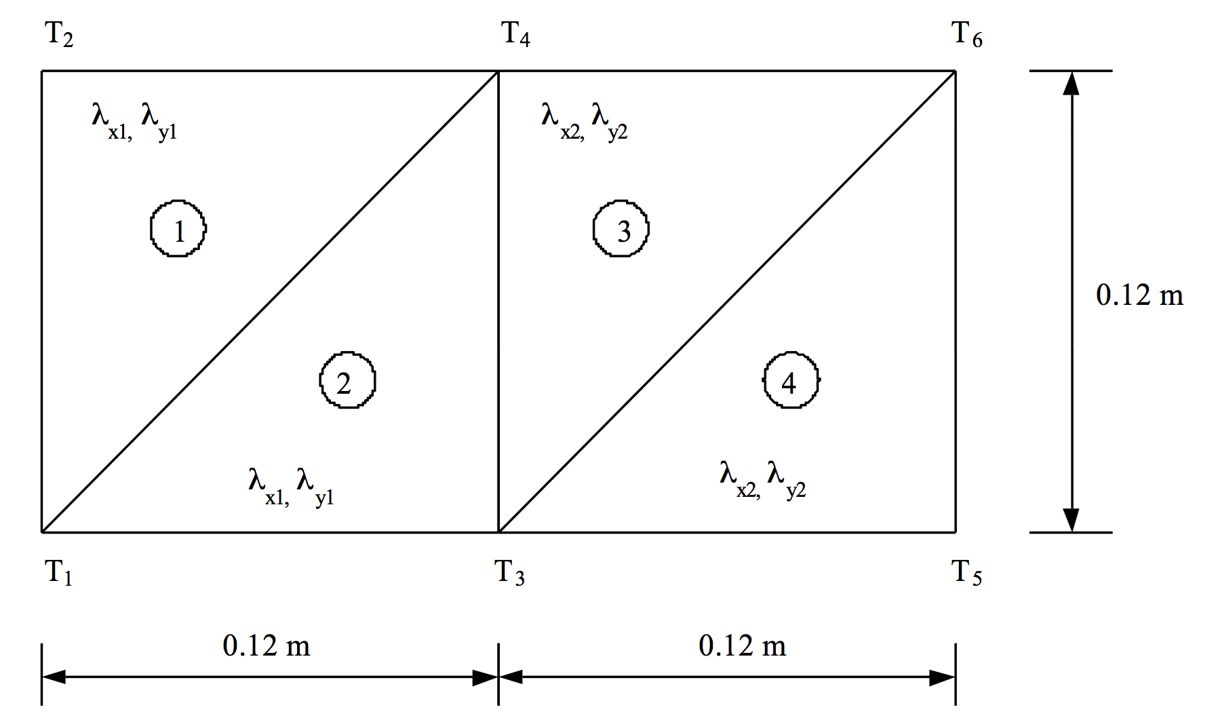 T₂ T₄ T₆
λx1, λy1 λx2, λy2
1 3
0.12 m
2 4
λx1, λy1 λx2, λy2
T₁ T₃ T₅
0.12 m 0.12 m